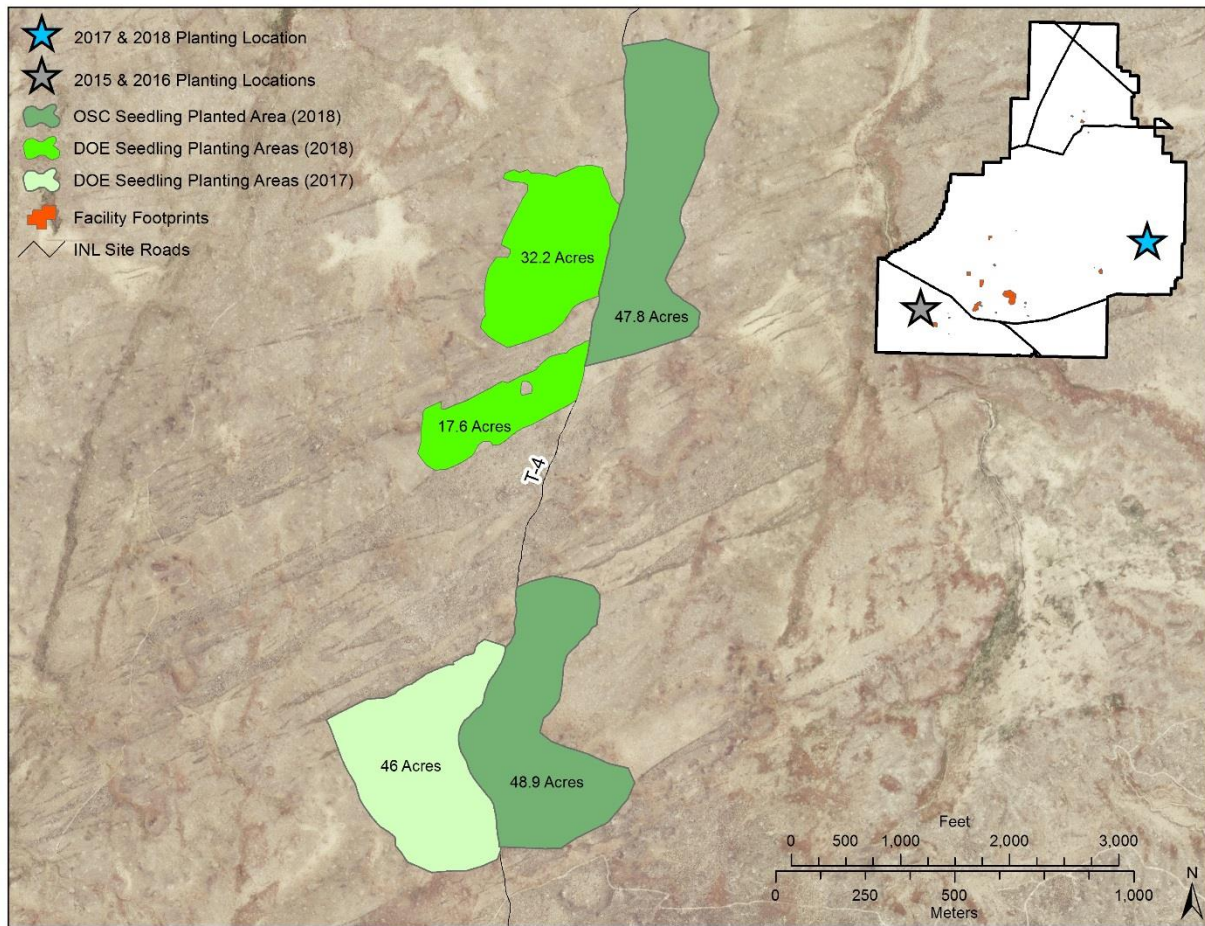 2017 & 2018 Planting Location
2015 & 2016 Planting Locations
OSC Seedling Planted Area (2018)
DOE Seedling Planting Areas (2018)
DOE Seedling Planting Areas (2017)
Facility Footprints
INL Site Roads
32.2 Acres
47.8 Acres
17.6 Acres
T-4
46 Acres
48.9 Acres
Feet
0 500 1,000 2,000 3,000
0 250 500 1,000
Meters
N